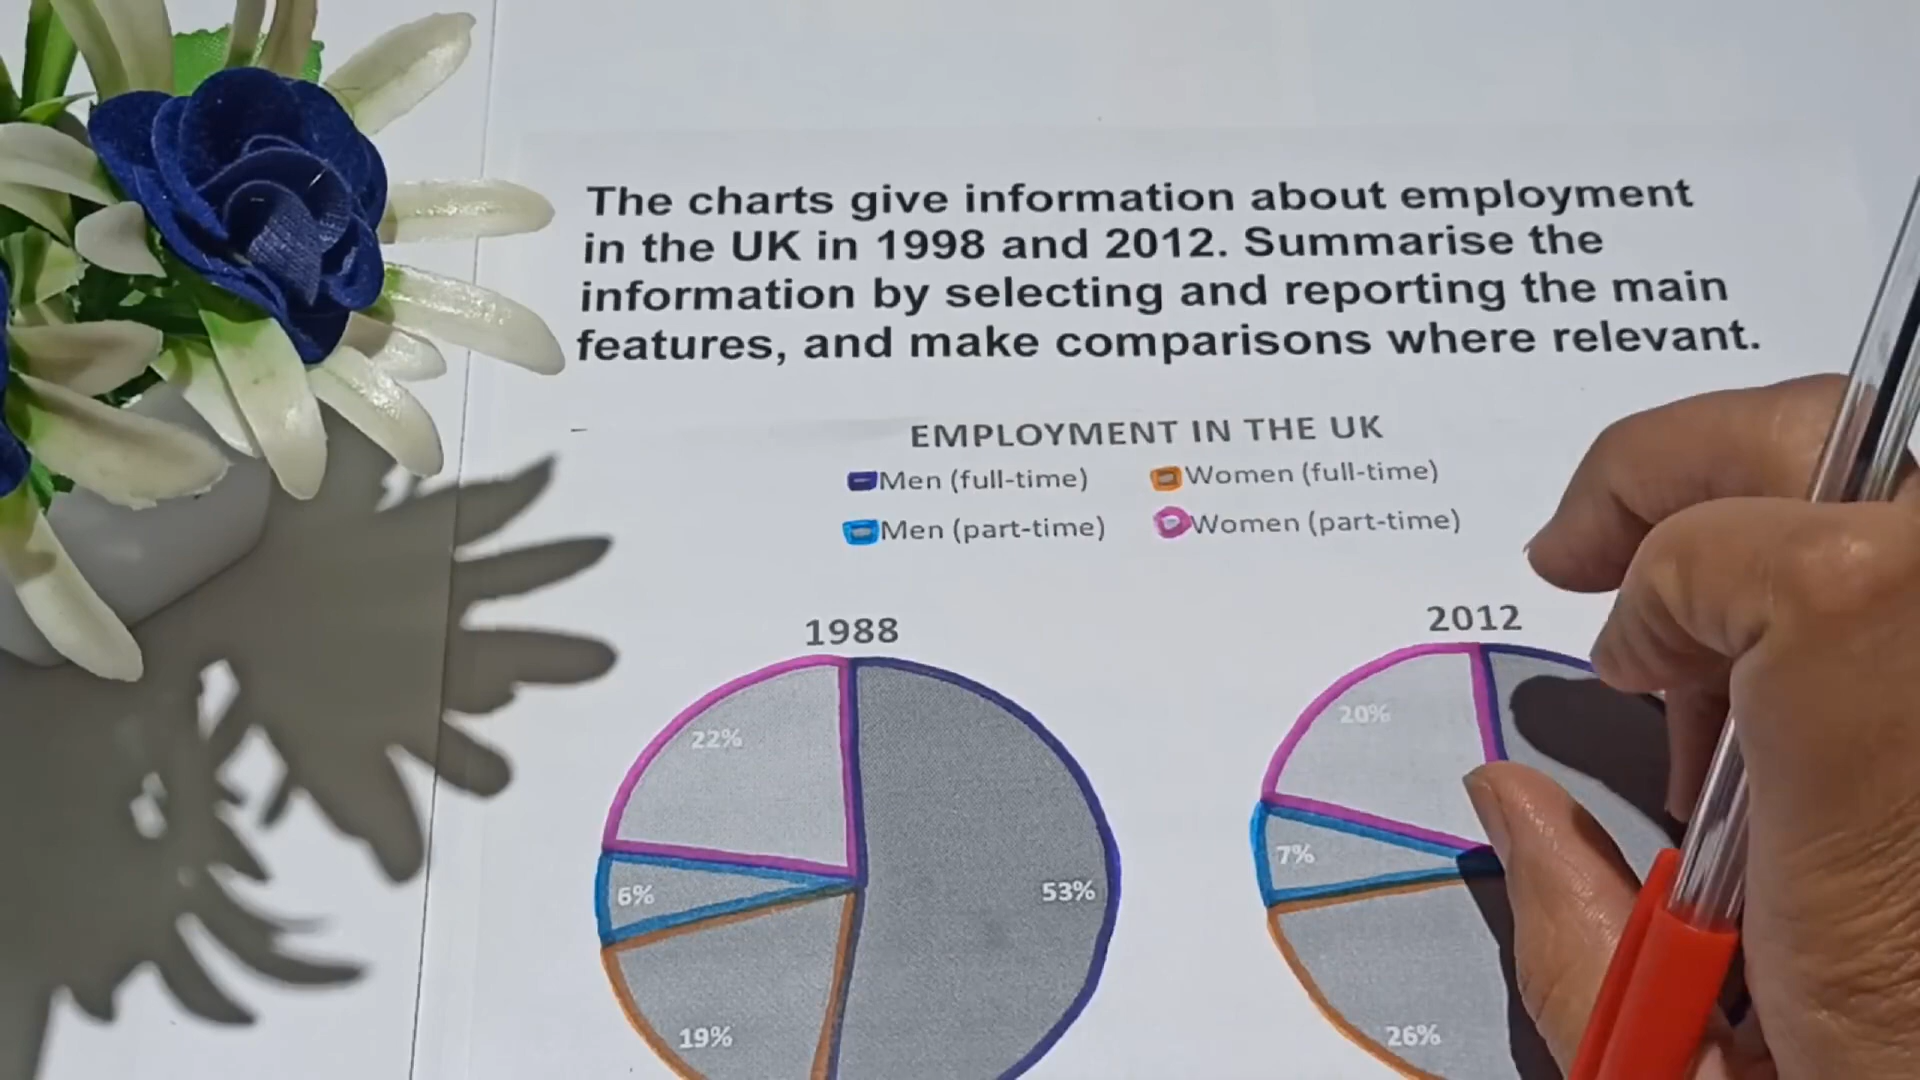 The charts give information about employment
in the UK in 1998 and 2012. Summarise the
information by selecting and reporting the main
features, and make comparisons where relevant.
EMPLOYMENT IN THE UK
Men (full-time) Women (full-time)
Men (part-time) Women (part-time)
1988 2012
22% 20%
6% 53% 7%
19% 26%